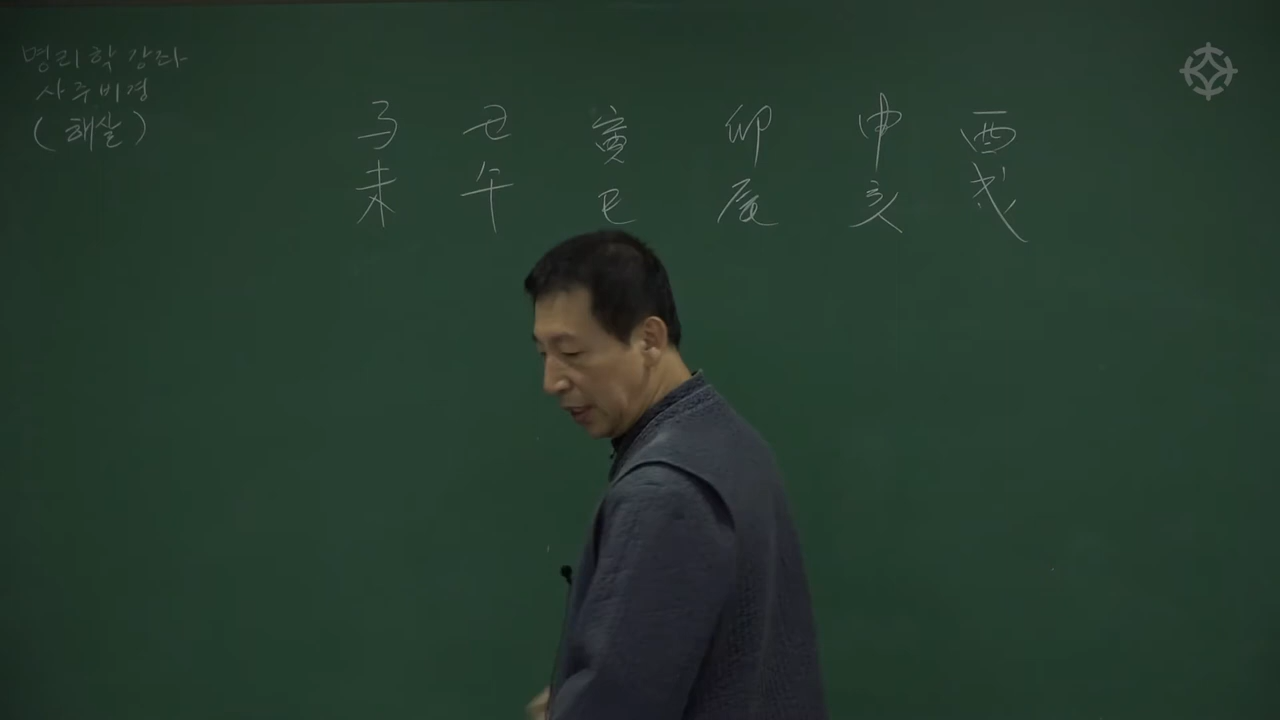 명리학 강좌
사주비경
(해살)
子 丑 寅 卯 申 酉
未 午 巳 辰 亥 戌